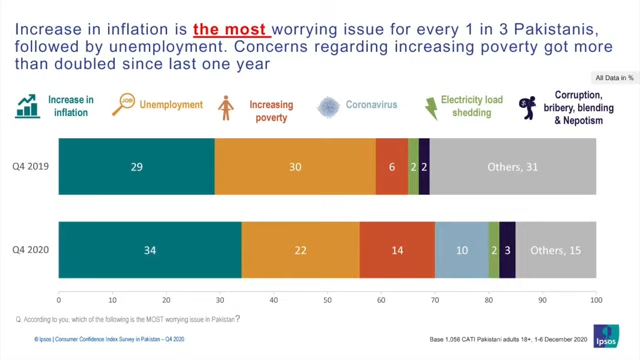 Increase in inflation is the most worrying issue for every 1 in 3 Pakistanis,
followed by unemployment. Concerns regarding increasing poverty got more
than doubled since last one year
All Data in %
Increase in
inflation
Unemployment
JOB
Increasing
poverty
Coronavirus
Electricity load
shedding
Corruption,
bribery, blending
& Nepotism
Q4 2019
29 30 6 2 2 Others, 31
Q4 2020
34 22 14 10 2 3 Others, 15
0 10 20 30 40 50 60 70 80 90 100
Q. According to you, which of the following is the MOST worrying issue in Pakistan?
© Ipsos | Consumer Confidence Index Survey in Pakistan – Q4 2020
Base 1,056 CATI Pakistani adults 18+, 1-6 December 2020
Ipsos